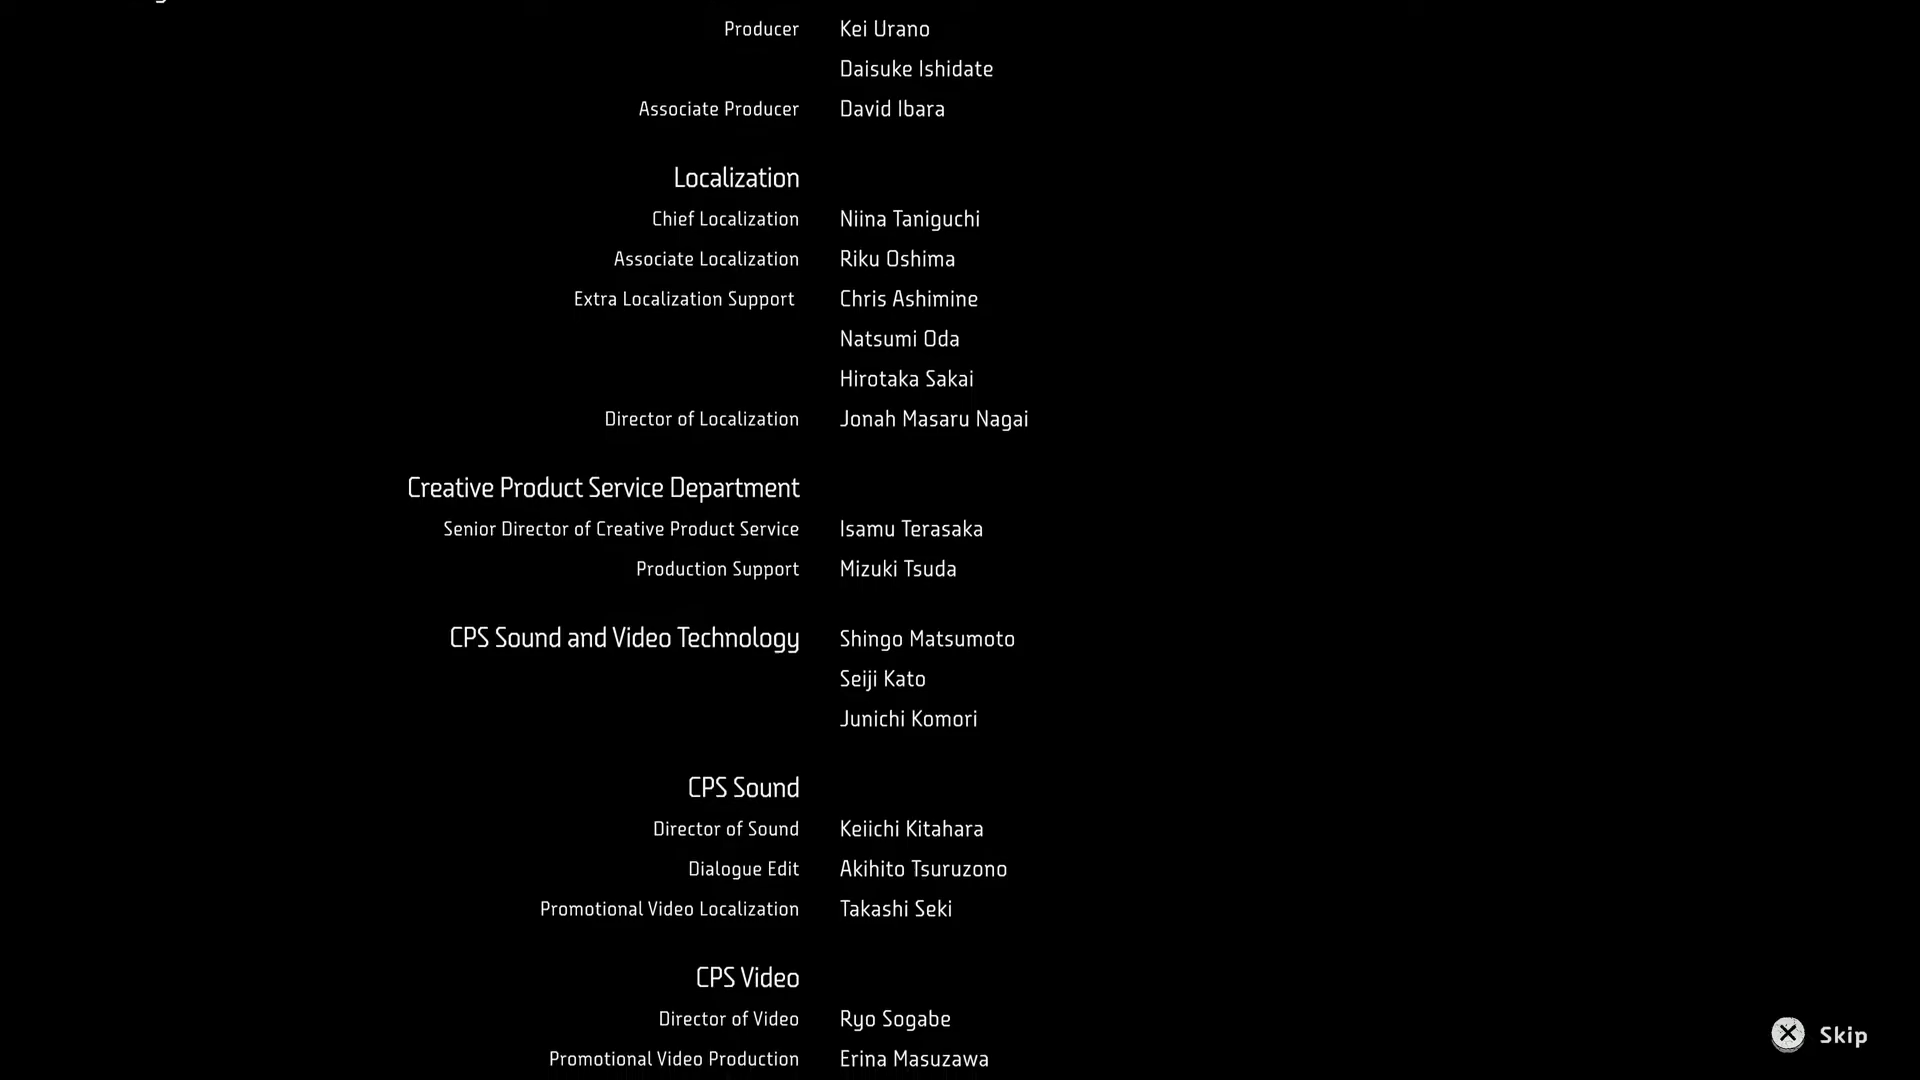 Producer Kei Urano
Daisuke Ishidate
Associate Producer David Ibara
Localization
Chief Localization Niina Taniguchi
Associate Localization Riku Oshima
Extra Localization Support Chris Ashimine
Natsumi Oda
Hirotaka Sakai
Director of Localization Jonah Masaru Nagai
Creative Product Service Department
Senior Director of Creative Product Service Isamu Terasaka
Production Support Mizuki Tsuda
CPS Sound and Video Technology Shingo Matsumoto
Seiji Kato
Junichi Komori
CPS Sound
Director of Sound Keiichi Kitahara
Dialogue Edit Akihito Tsuruzono
Promotional Video Localization Takashi Seki
CPS Video
Director of Video Ryo Sogabe
Skip
Promotional Video Production Erina Masuzawa